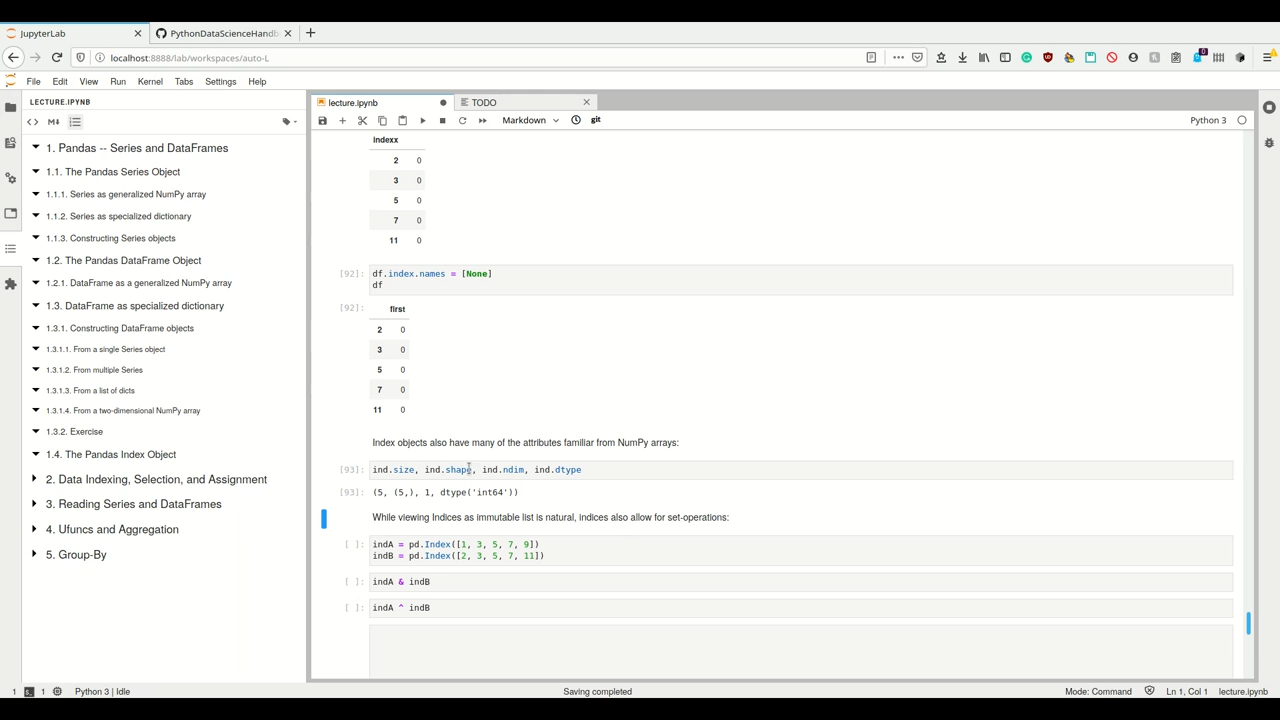 JupyterLab
PythonDataScienceHandb
localhost:8888/lab/workspaces/auto-L
File Edit View Run Kernel Tabs Settings Help
LECTURE.IPYNB
1. Pandas -- Series and DataFrames
1.1. The Pandas Series Object
1.1.1. Series as generalized NumPy array
1.1.2. Series as specialized dictionary
1.1.3. Constructing Series objects
1.2. The Pandas DataFrame Object
1.2.1. DataFrame as a generalized NumPy array
1.3. DataFrame as specialized dictionary
1.3.1. Constructing DataFrame objects
1.3.1.1. From a single Series object
1.3.1.2. From multiple Series
1.3.1.3. From a list of dicts
1.3.1.4. From a two-dimensional NumPy array
1.3.2. Exercise
1.4. The Pandas Index Object
2. Data Indexing, Selection, and Assignment
3. Reading Series and DataFrames
4. Ufuncs and Aggregation
5. Group-By
lecture.ipynb
TODO
Markdown
git
Python 3
indexx
2 0
3 0
5 0
7 0
11 0
[92]: df.index.names = [None]
df
[92]: first
2 0
3 0
5 0
7 0
11 0
Index objects also have many of the attributes familiar from NumPy arrays:
[93]: ind.size, ind.shape, ind.ndim, ind.dtype
[93]: (5, (5,), 1, dtype('int64'))
While viewing Indices as immutable list is natural, indices also allow for set-operations:
[ ]: indA = pd.Index([1, 3, 5, 7, 9])
indB = pd.Index([2, 3, 5, 7, 11])
[ ]: indA & indB
[ ]: indA ^ indB
1 1 Python 3 | Idle Saving completed Mode: Command Ln 1, Col 1 lecture.ipynb